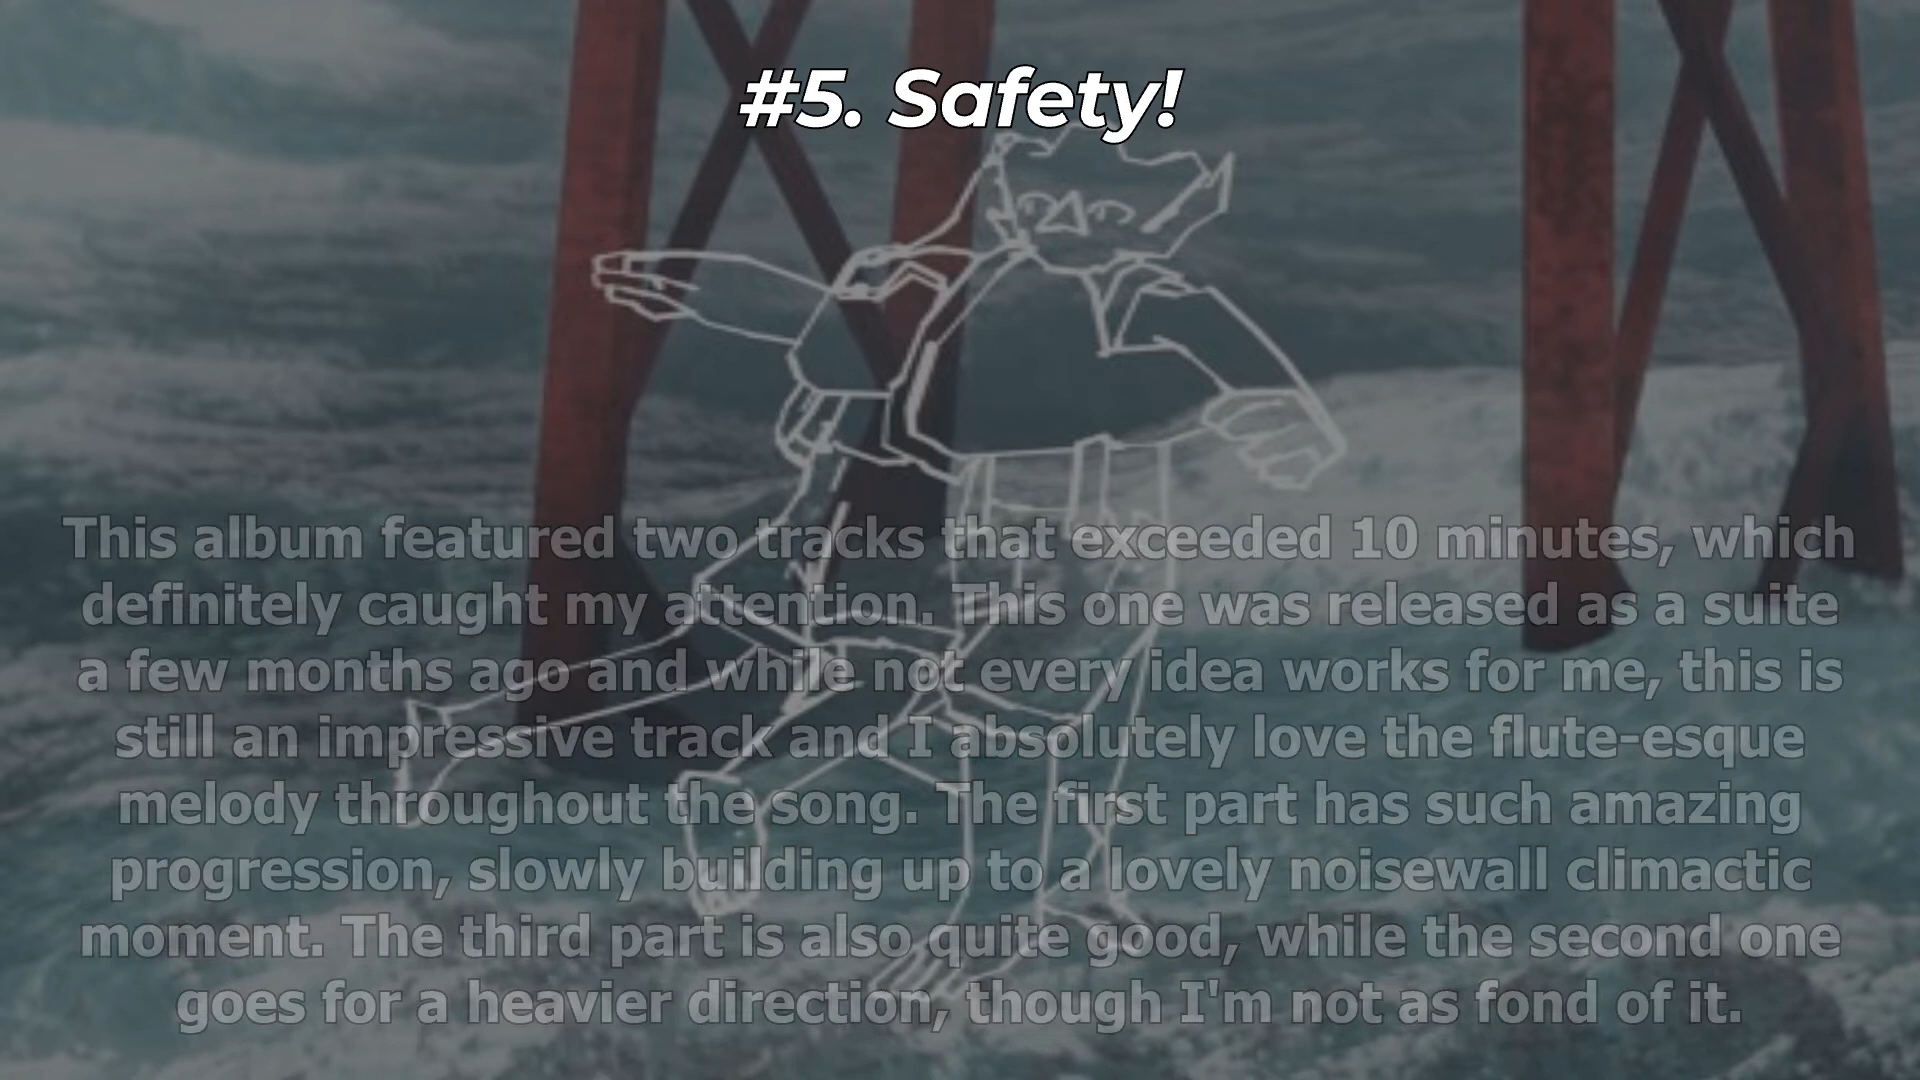 #5. Safety!
This album featured two tracks that exceeded 10 minutes, which
definitely caught my attention. This one was released as a suite
a few months ago and while not every idea works for me, this is
still an impressive track and I absolutely love the flute-esque
melody throughout the song. The first part has such amazing
progression, slowly building up to a lovely noisewall climactic
moment. The third part is also quite good, while the second one
goes for a heavier direction, though I'm not as fond of it.